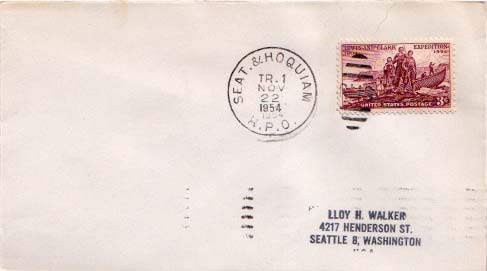 LEWIS AND CLARK EXPEDITION
1804 1954
UNITED STATES POSTAGE 3¢
SEAT. & HOQUIAM
TR. 1
NOV
22
1954
H.P.O.
LLOY H. WALKER
4217 HENDERSON ST.
SEATTLE 8, WASHINGTON